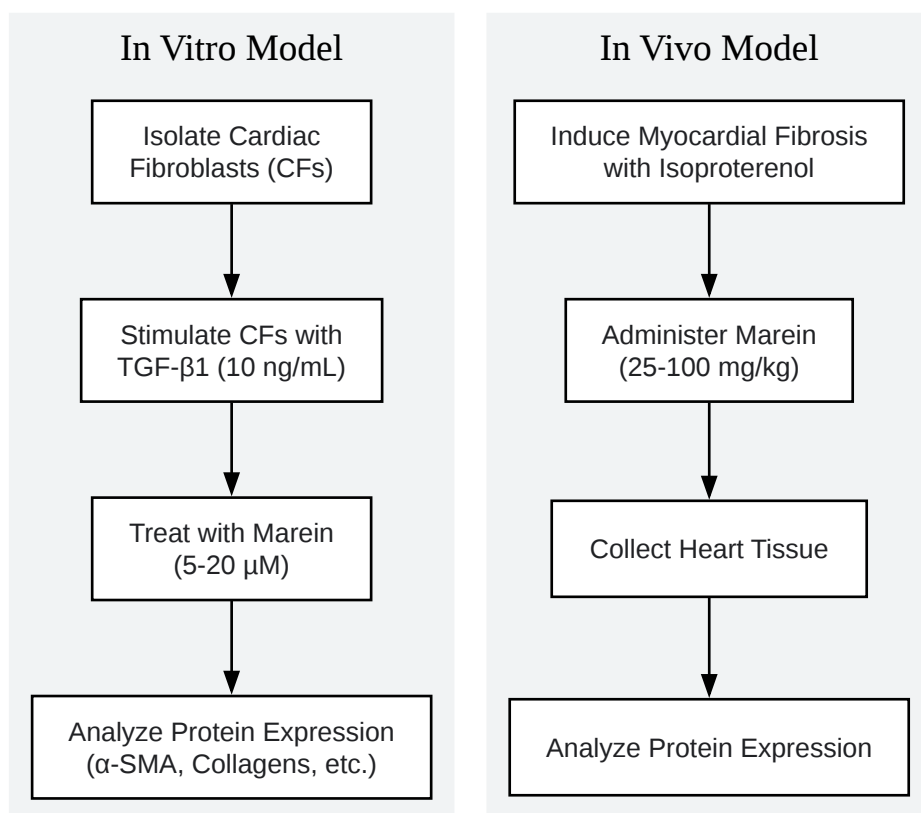 In Vitro Model
Isolate Cardiac
Fibroblasts (CFs)
Stimulate CFs with
TGF-β1 (10 ng/mL)
Treat with Marein
(5-20 µM)
Analyze Protein Expression
(α-SMA, Collagens, etc.)
In Vivo Model
Induce Myocardial Fibrosis
with Isoproterenol
Administer Marein
(25-100 mg/kg)
Collect Heart Tissue
Analyze Protein Expression